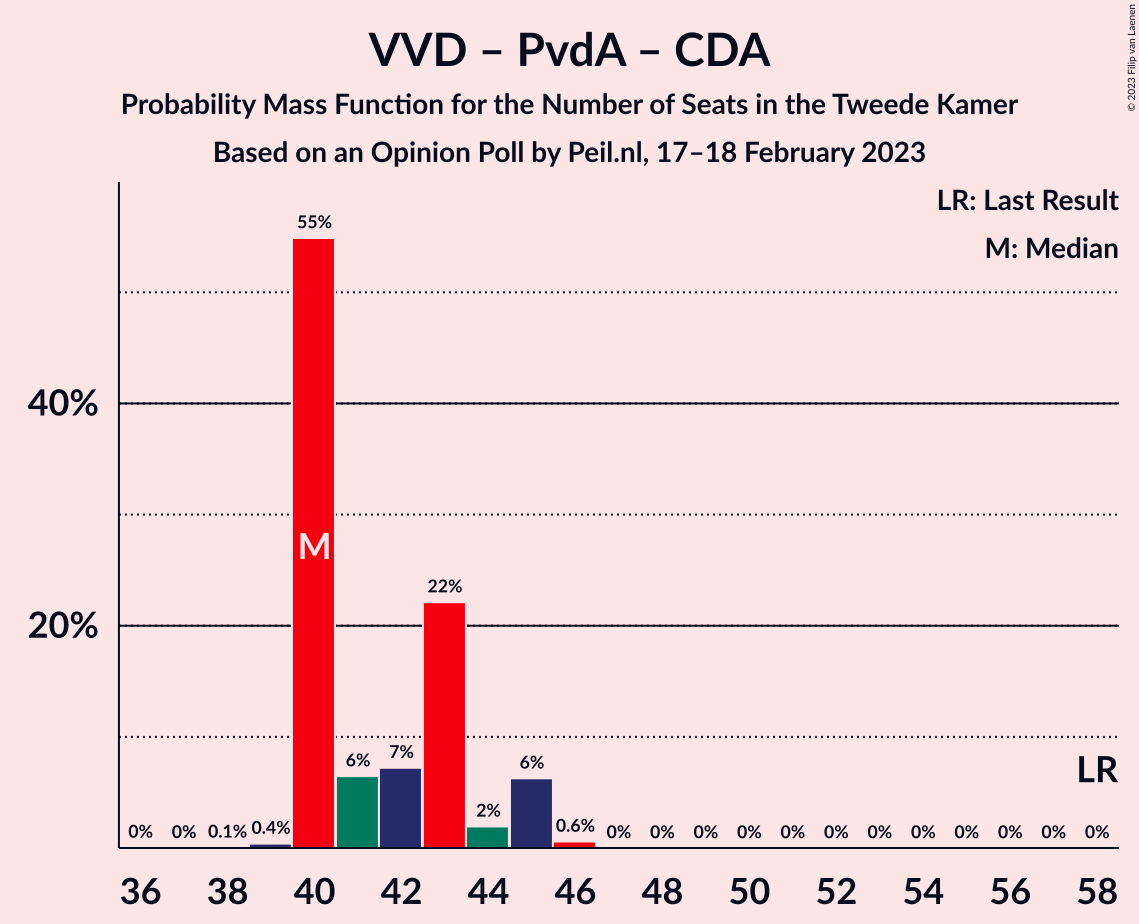 VVD – PvdA – CDA
Probability Mass Function for the Number of Seats in the Tweede Kamer
Based on an Opinion Poll by Peil.nl, 17–18 February 2023
© 2023 Filip van Laenen
LR: Last Result
M: Median
40%
20%
0% 0% 0.1% 0.4% 55% 6% 7% 22% 2% 6% 0.6% 0% 0% 0% 0% 0% 0% 0% 0% 0% 0% 0% 0%
M
LR
36 38 40 42 44 46 48 50 52 54 56 58